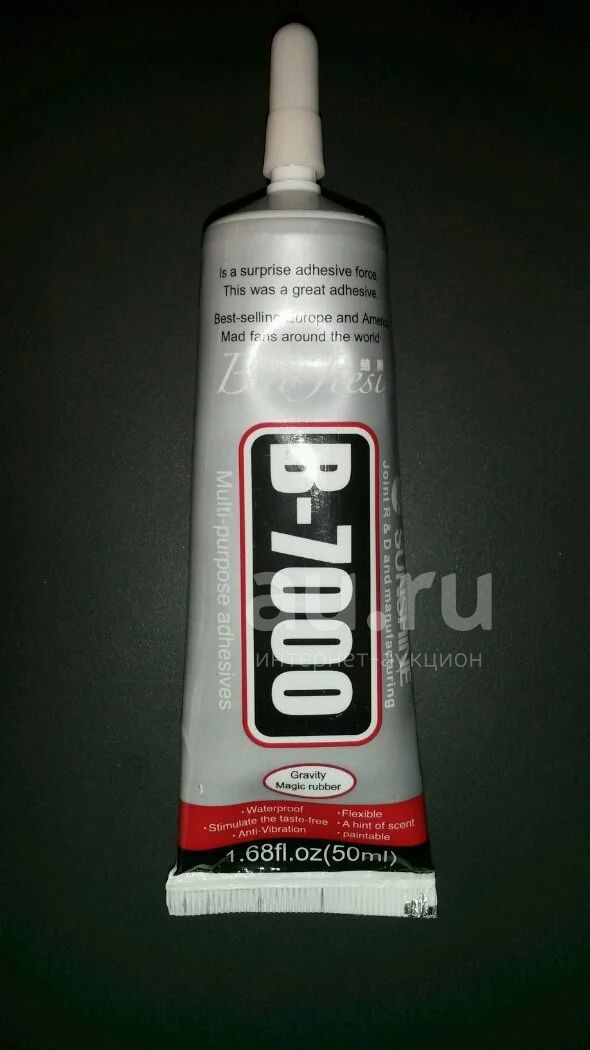 Is a surprise adhesive force.
This was a great adhesive.
Best-selling Europe and America
Mad fans around the world
結
B-7000
Multi-purpose adhesives
SUNSHINE
Joint R & D and manufacturing
au.ru
интернет-аукцион
Gravity
Magic rubber
• Waterproof
• Stimulate the taste-free
• Anti-Vibration
• Flexible
• A hint of scent
• paintable
1.68fl.oz(50ml)